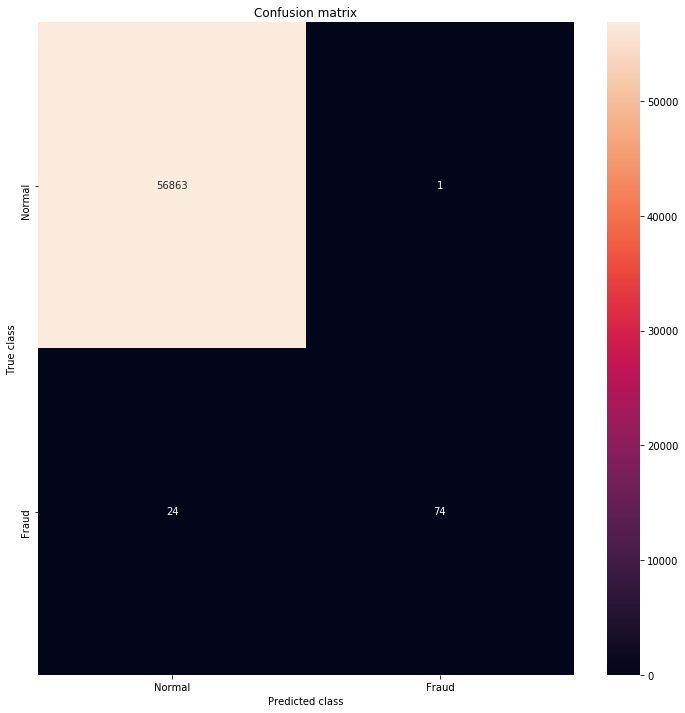 Confusion matrix
Normal
56863
1
Fraud
24
74
True class
Normal
Fraud
Predicted class
50000
40000
30000
20000
10000
0